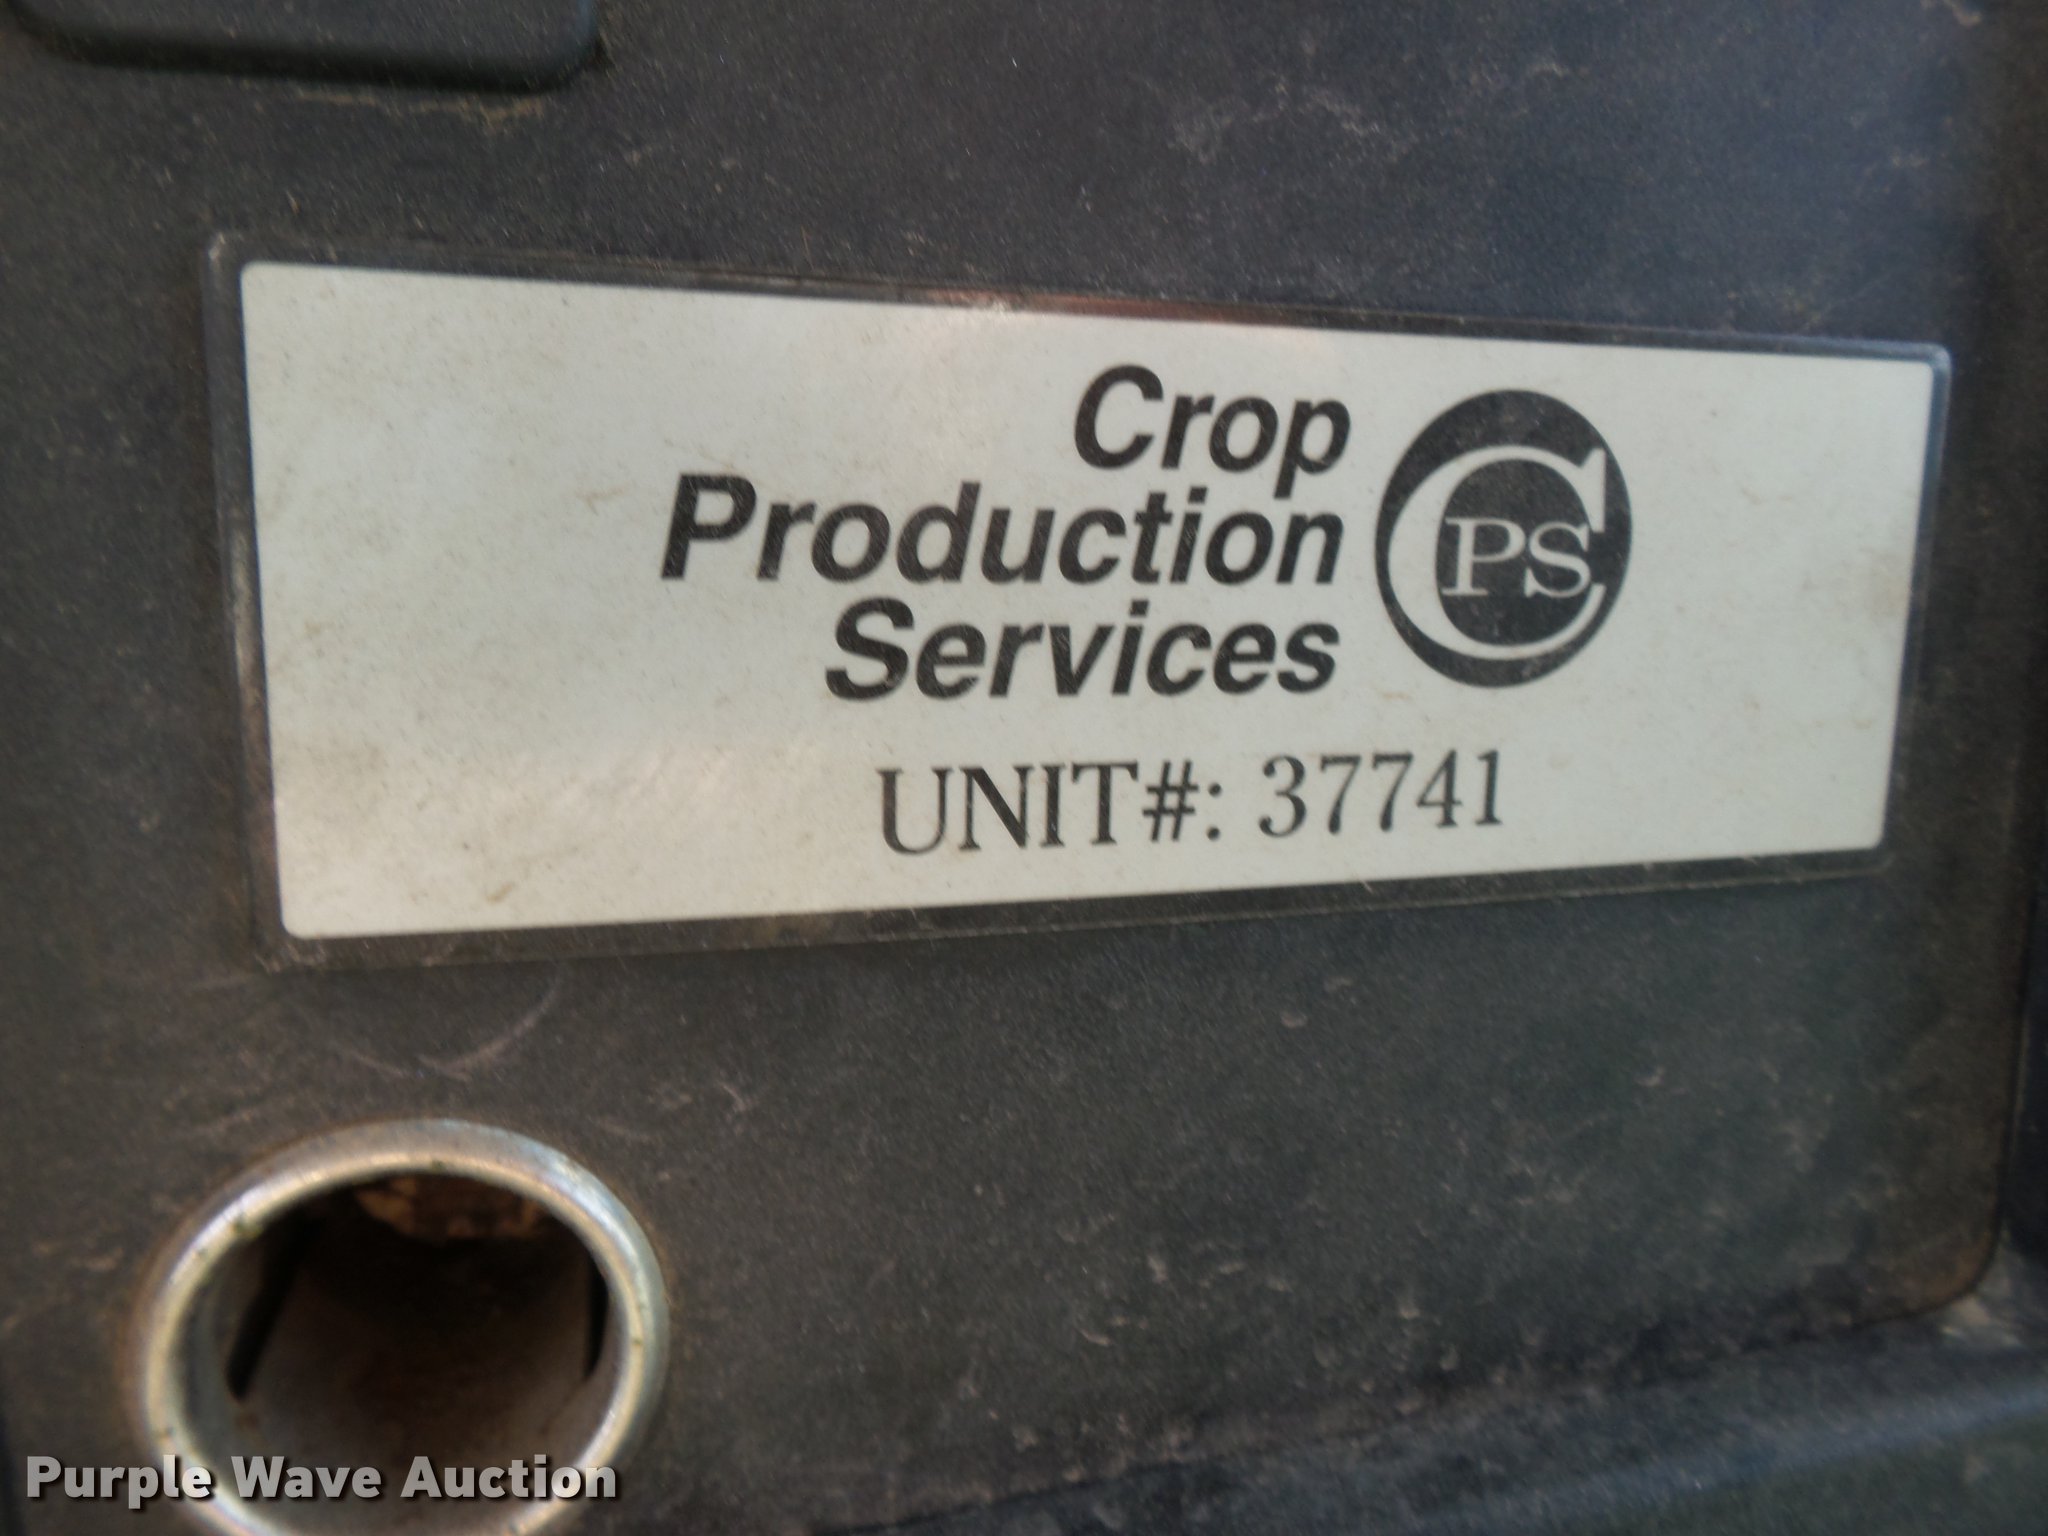 Crop
Production
Services
CPS
UNIT#: 37741
Purple Wave Auction